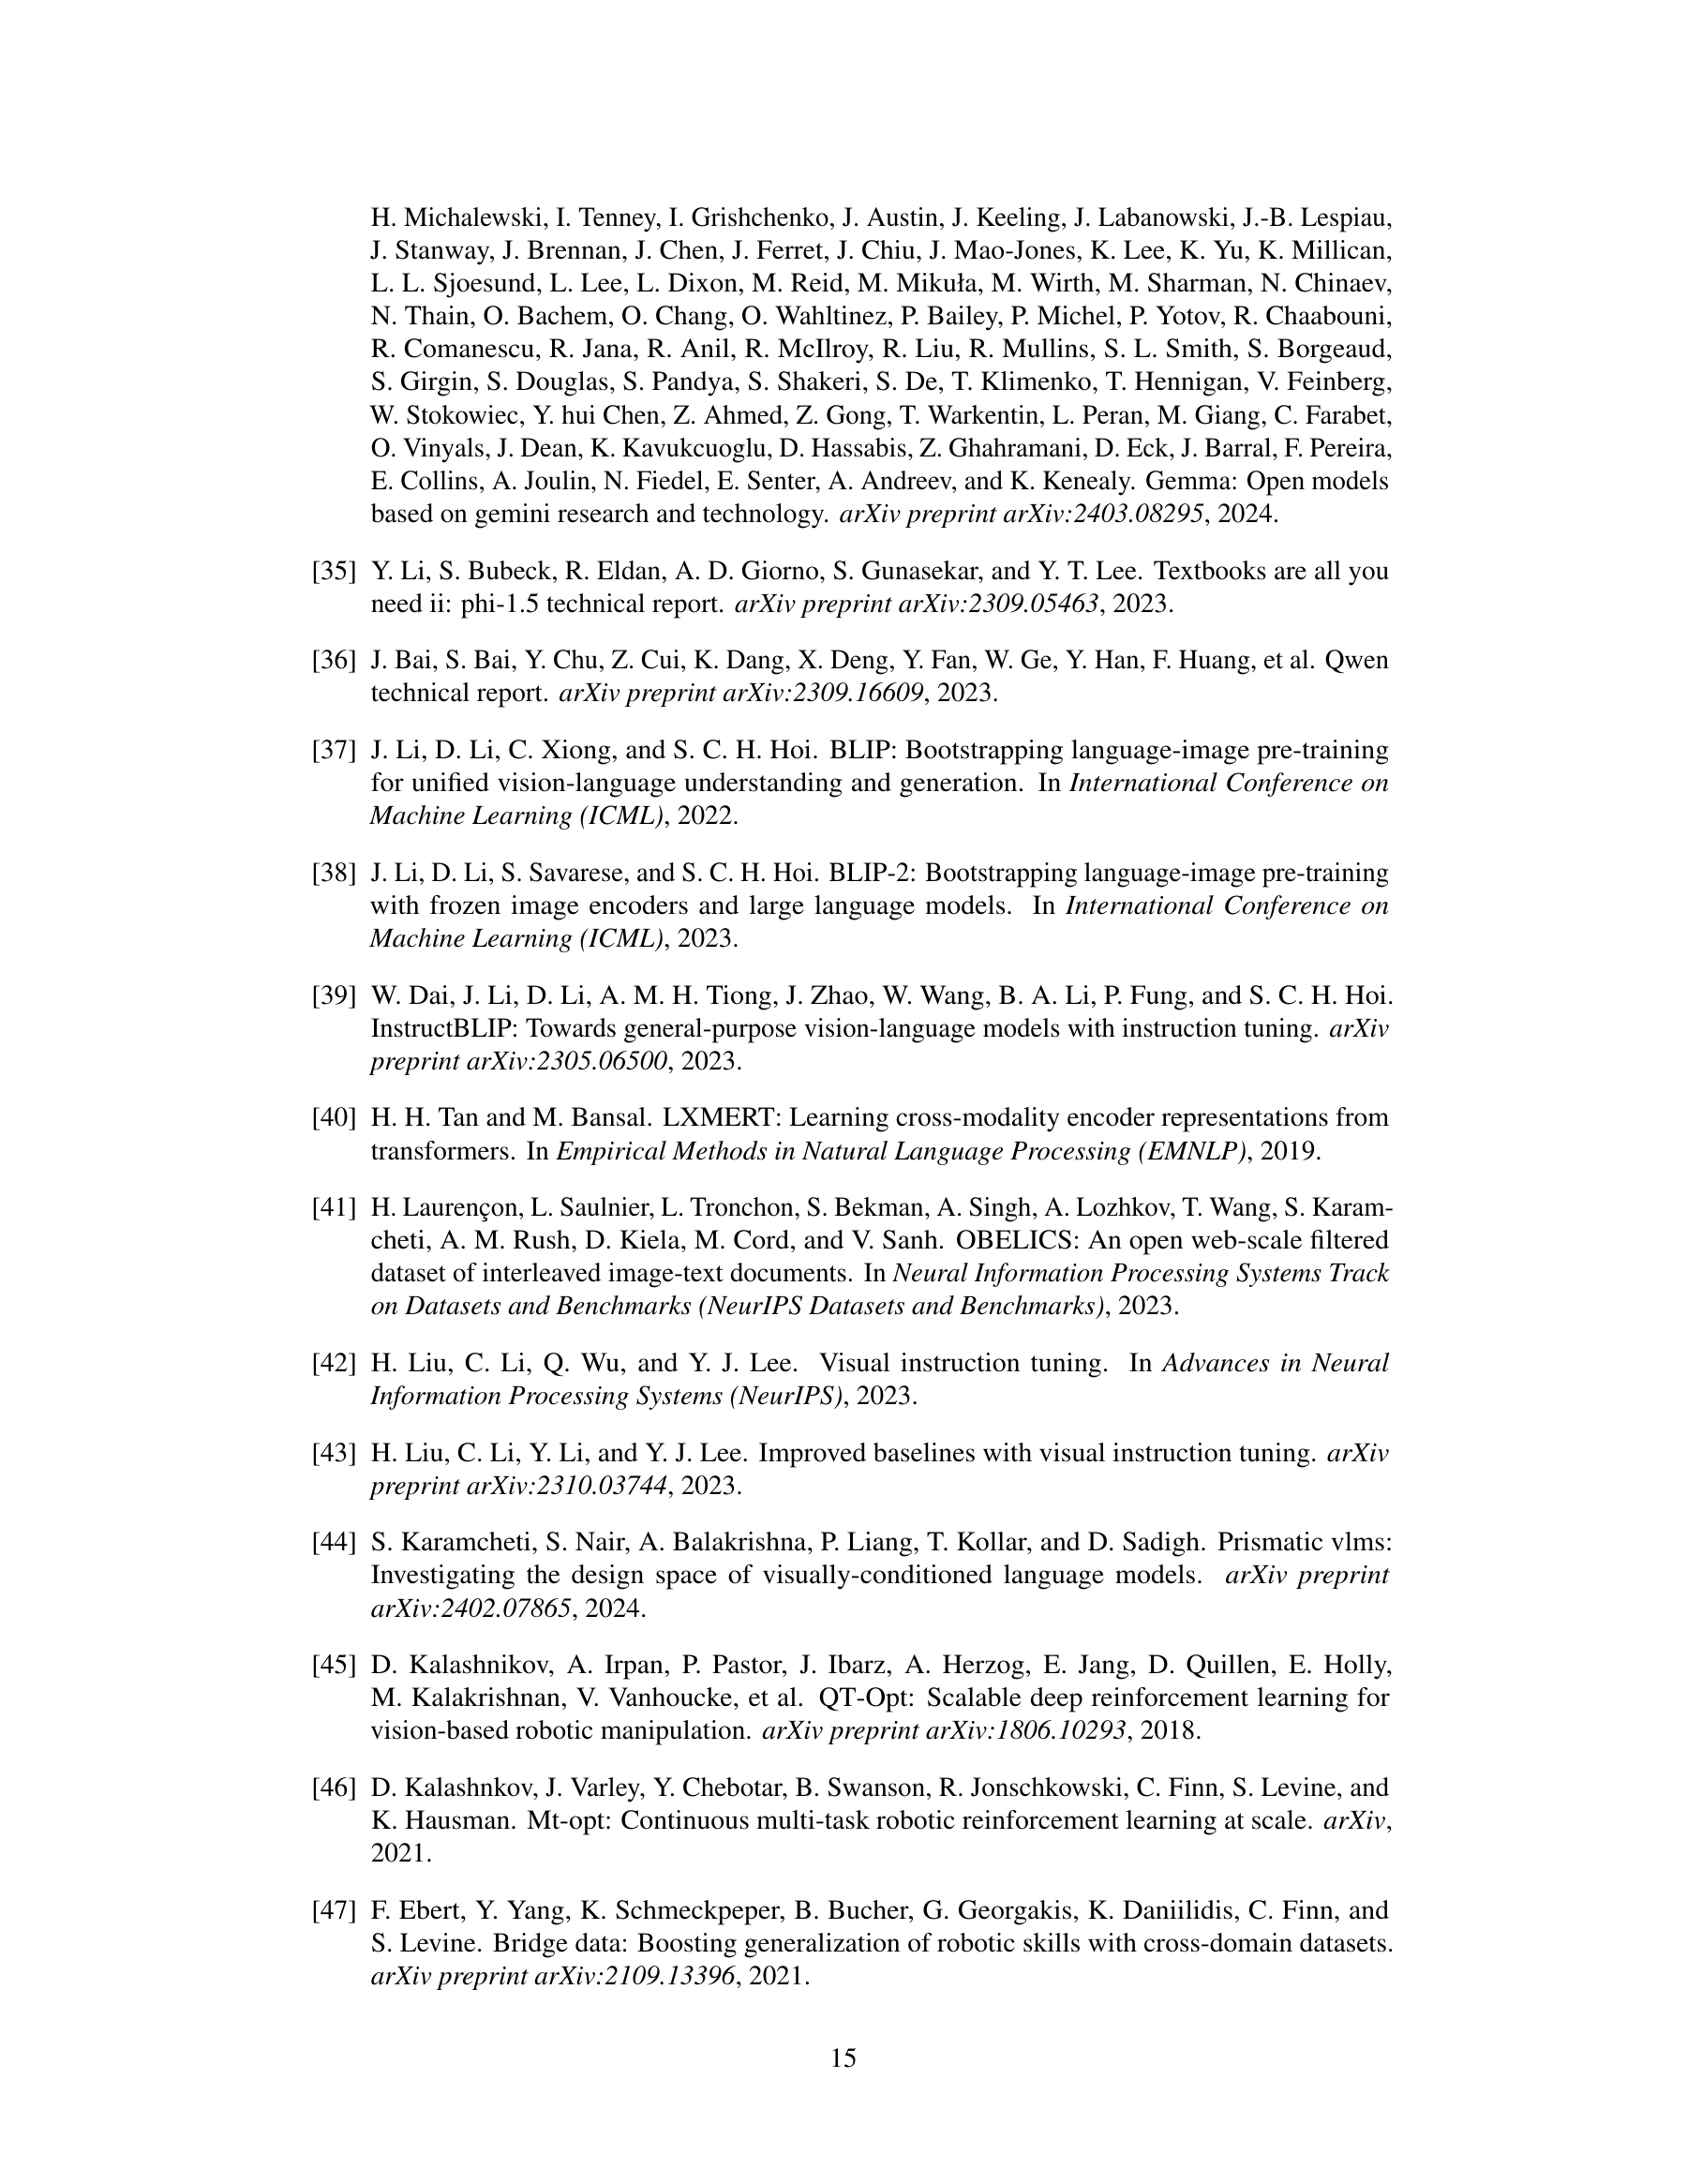 H. Michalewski, I. Tenney, I. Grishchenko, J. Austin, J. Keeling, J. Labanowski, J.-B. Lespiau,
J. Stanway, J. Brennan, J. Chen, J. Ferret, J. Chiu, J. Mao-Jones, K. Lee, K. Yu, K. Millican,
L. L. Sjoesund, L. Lee, L. Dixon, M. Reid, M. Mikuła, M. Wirth, M. Sharman, N. Chinaev,
N. Thain, O. Bachem, O. Chang, O. Wahltinez, P. Bailey, P. Michel, P. Yotov, R. Chaabouni,
R. Comanescu, R. Jana, R. Anil, R. McIlroy, R. Liu, R. Mullins, S. L. Smith, S. Borgeaud,
S. Girgin, S. Douglas, S. Pandya, S. Shakeri, S. De, T. Klimenko, T. Hennigan, V. Feinberg,
W. Stokowiec, Y. hui Chen, Z. Ahmed, Z. Gong, T. Warkentin, L. Peran, M. Giang, C. Farabet,
O. Vinyals, J. Dean, K. Kavukcuoglu, D. Hassabis, Z. Ghahramani, D. Eck, J. Barral, F. Pereira,
E. Collins, A. Joulin, N. Fiedel, E. Senter, A. Andreev, and K. Kenealy. Gemma: Open models
based on gemini research and technology. arXiv preprint arXiv:2403.08295, 2024.
[35] Y. Li, S. Bubeck, R. Eldan, A. D. Giorno, S. Gunasekar, and Y. T. Lee. Textbooks are all you
need ii: phi-1.5 technical report. arXiv preprint arXiv:2309.05463, 2023.
[36] J. Bai, S. Bai, Y. Chu, Z. Cui, K. Dang, X. Deng, Y. Fan, W. Ge, Y. Han, F. Huang, et al. Qwen
technical report. arXiv preprint arXiv:2309.16609, 2023.
[37] J. Li, D. Li, C. Xiong, and S. C. H. Hoi. BLIP: Bootstrapping language-image pre-training
for unified vision-language understanding and generation. In International Conference on
Machine Learning (ICML), 2022.
[38] J. Li, D. Li, S. Savarese, and S. C. H. Hoi. BLIP-2: Bootstrapping language-image pre-training
with frozen image encoders and large language models. In International Conference on
Machine Learning (ICML), 2023.
[39] W. Dai, J. Li, D. Li, A. M. H. Tiong, J. Zhao, W. Wang, B. A. Li, P. Fung, and S. C. H. Hoi.
InstructBLIP: Towards general-purpose vision-language models with instruction tuning. arXiv
preprint arXiv:2305.06500, 2023.
[40] H. H. Tan and M. Bansal. LXMERT: Learning cross-modality encoder representations from
transformers. In Empirical Methods in Natural Language Processing (EMNLP), 2019.
[41] H. Laurençon, L. Saulnier, L. Tronchon, S. Bekman, A. Singh, A. Lozhkov, T. Wang, S. Karam-
cheti, A. M. Rush, D. Kiela, M. Cord, and V. Sanh. OBELICS: An open web-scale filtered
dataset of interleaved image-text documents. In Neural Information Processing Systems Track
on Datasets and Benchmarks (NeurIPS Datasets and Benchmarks), 2023.
[42] H. Liu, C. Li, Q. Wu, and Y. J. Lee. Visual instruction tuning. In Advances in Neural
Information Processing Systems (NeurIPS), 2023.
[43] H. Liu, C. Li, Y. Li, and Y. J. Lee. Improved baselines with visual instruction tuning. arXiv
preprint arXiv:2310.03744, 2023.
[44] S. Karamcheti, S. Nair, A. Balakrishna, P. Liang, T. Kollar, and D. Sadigh. Prismatic vlms:
Investigating the design space of visually-conditioned language models. arXiv preprint
arXiv:2402.07865, 2024.
[45] D. Kalashnikov, A. Irpan, P. Pastor, J. Ibarz, A. Herzog, E. Jang, D. Quillen, E. Holly,
M. Kalakrishnan, V. Vanhoucke, et al. QT-Opt: Scalable deep reinforcement learning for
vision-based robotic manipulation. arXiv preprint arXiv:1806.10293, 2018.
[46] D. Kalashnkov, J. Varley, Y. Chebotar, B. Swanson, R. Jonschkowski, C. Finn, S. Levine, and
K. Hausman. Mt-opt: Continuous multi-task robotic reinforcement learning at scale. arXiv,
2021.
[47] F. Ebert, Y. Yang, K. Schmeckpeper, B. Bucher, G. Georgakis, K. Daniilidis, C. Finn, and
S. Levine. Bridge data: Boosting generalization of robotic skills with cross-domain datasets.
arXiv preprint arXiv:2109.13396, 2021.
15